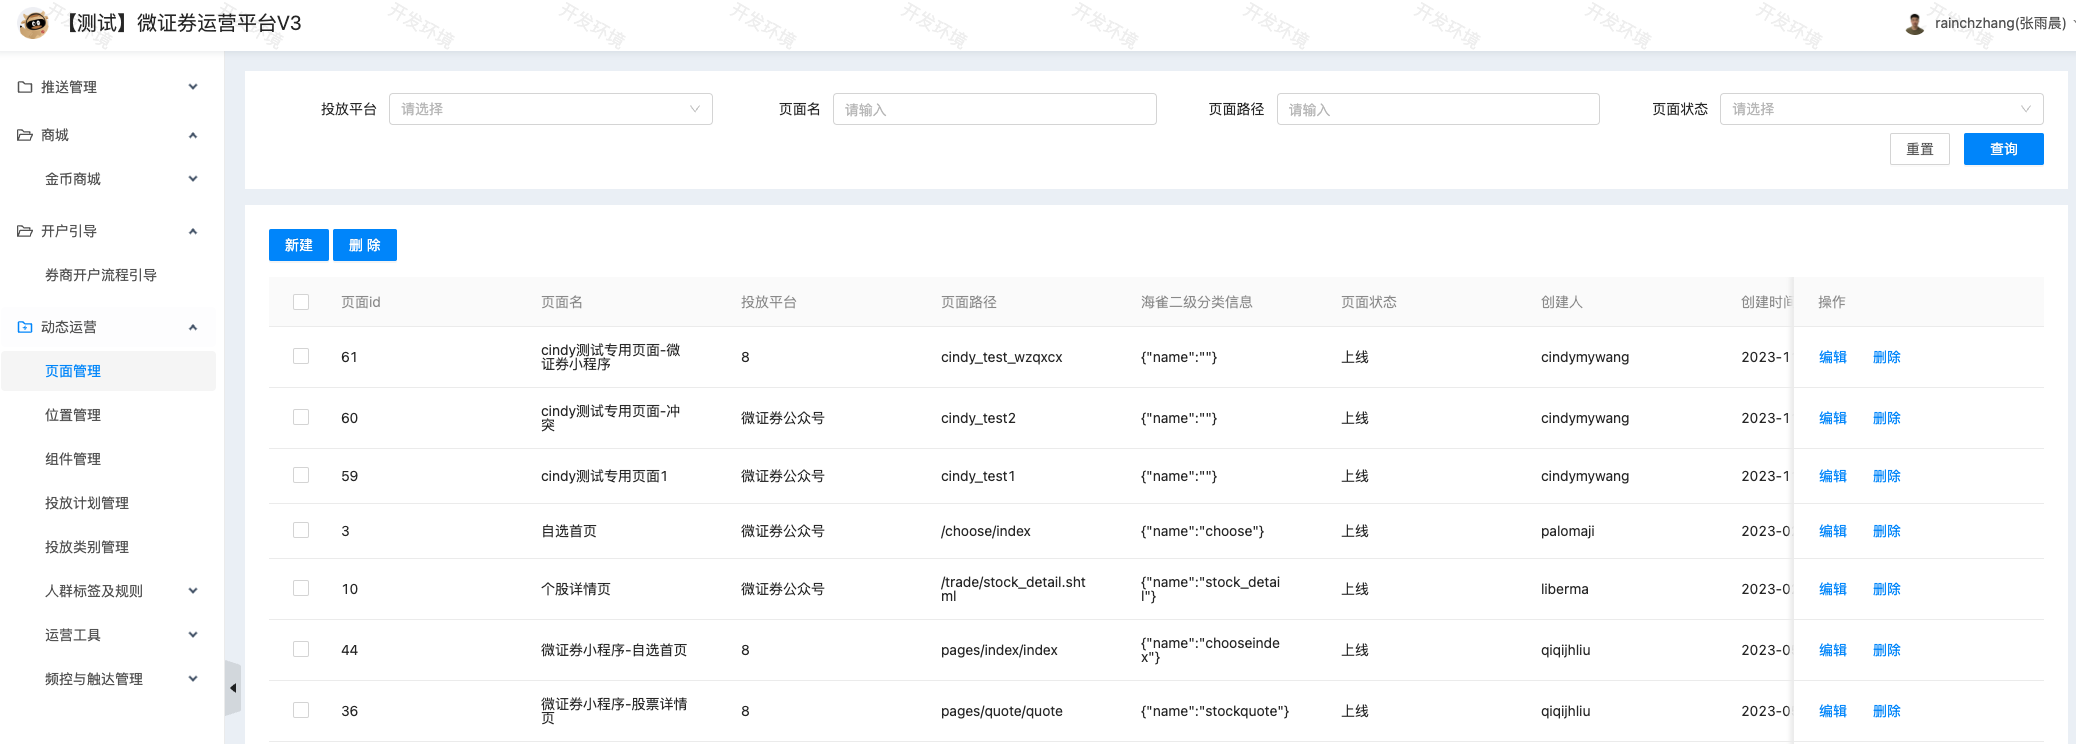 【测试】微证券运营平台V3
rainchzhang(张雨晨)
开发环境 开发环境 开发环境 开发环境 开发环境 开发环境 开发环境 开发环境 开发环境 开发环境 开发环境 开发环境
推送管理
商城
金币商城
开户引导
券商开户流程引导
动态运营
页面管理
位置管理
组件管理
投放计划管理
投放类别管理
人群标签及规则
运营工具
频控与触达管理
投放平台 请选择 页面名 请输入 页面路径 请输入 页面状态 请选择
重置 查询
新建 删 除
页面id 页面名 投放平台 页面路径 海雀二级分类信息 页面状态 创建人 创建时间 操作
61 cindy测试专用页面-微
证券小程序 8 cindy_test_wzqxcx {"name":""} 上线 cindymywang 2023-1 编辑 删除
60 cindy测试专用页面-冲
突 微证券公众号 cindy_test2 {"name":""} 上线 cindymywang 2023-1 编辑 删除
59 cindy测试专用页面1 微证券公众号 cindy_test1 {"name":""} 上线 cindymywang 2023-1 编辑 删除
3 自选首页 微证券公众号 /choose/index {"name":"choose"} 上线 palomaji 2023-0 编辑 删除
10 个股详情页 微证券公众号 /trade/stock_detail.sht
ml {"name":"stock_detai
l"} 上线 liberma 2023-0 编辑 删除
44 微证券小程序-自选首页 8 pages/index/index {"name":"chooseinde
x"} 上线 qiqijhliu 2023-0 编辑 删除
36 微证券小程序-股票详情
页 8 pages/quote/quote {"name":"stockquote"} 上线 qiqijhliu 2023-0 编辑 删除